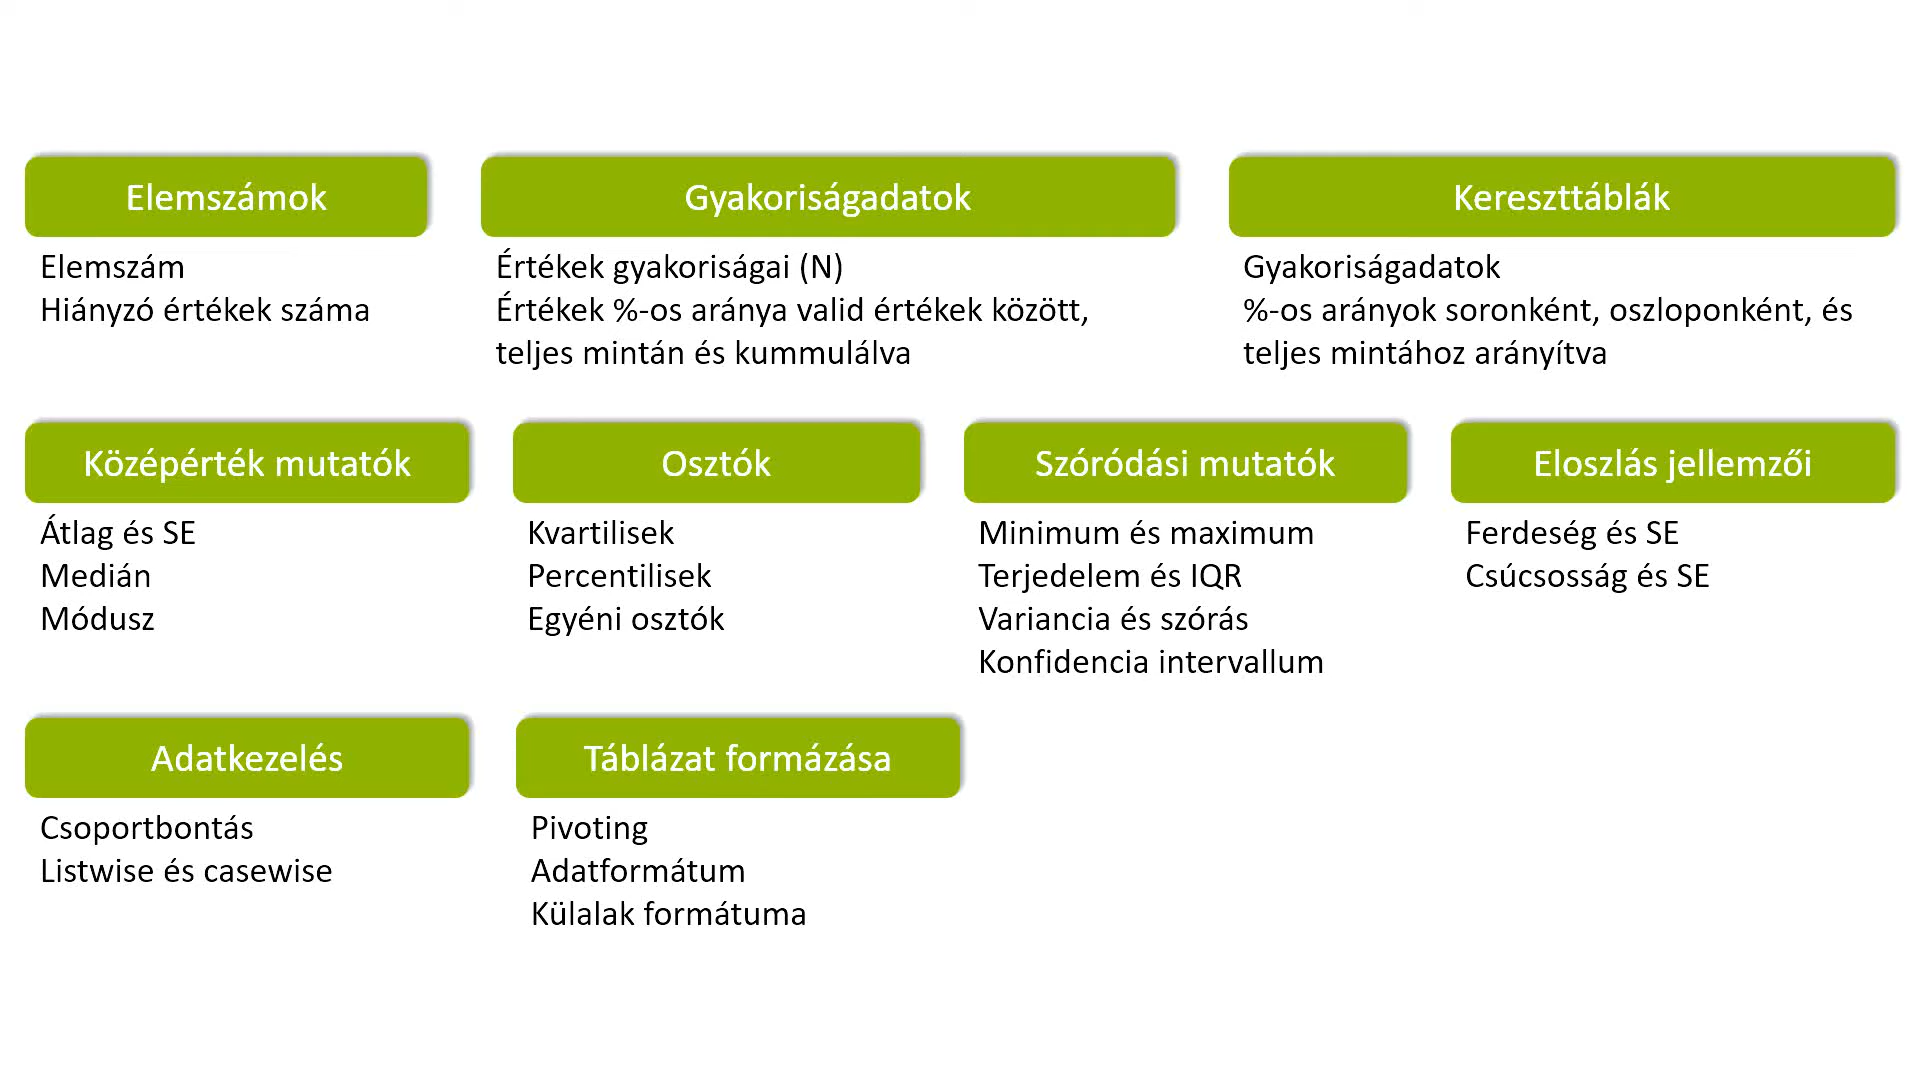 Elemszámok
Elemszám
Hiányzó értékek száma
Gyakoriságadatok
Értékek gyakoriságai (N)
Értékek %-os aránya valid értékek között,
teljes mintán és kummulálva
Kereszttáblák
Gyakoriságadatok
%-os arányok soronként, oszloponként, és
teljes mintához arányítva
Középérték mutatók
Átlag és SE
Medián
Módusz
Osztók
Kvartilisek
Percentilisek
Egyéni osztók
Szóródási mutatók
Minimum és maximum
Terjedelem és IQR
Variancia és szórás
Konfidencia intervallum
Eloszlás jellemzői
Ferdeség és SE
Csúcsosság és SE
Adatkezelés
Csoportbontás
Listwise és casewise
Táblázat formázása
Pivoting
Adatformátum
Külalak formátuma